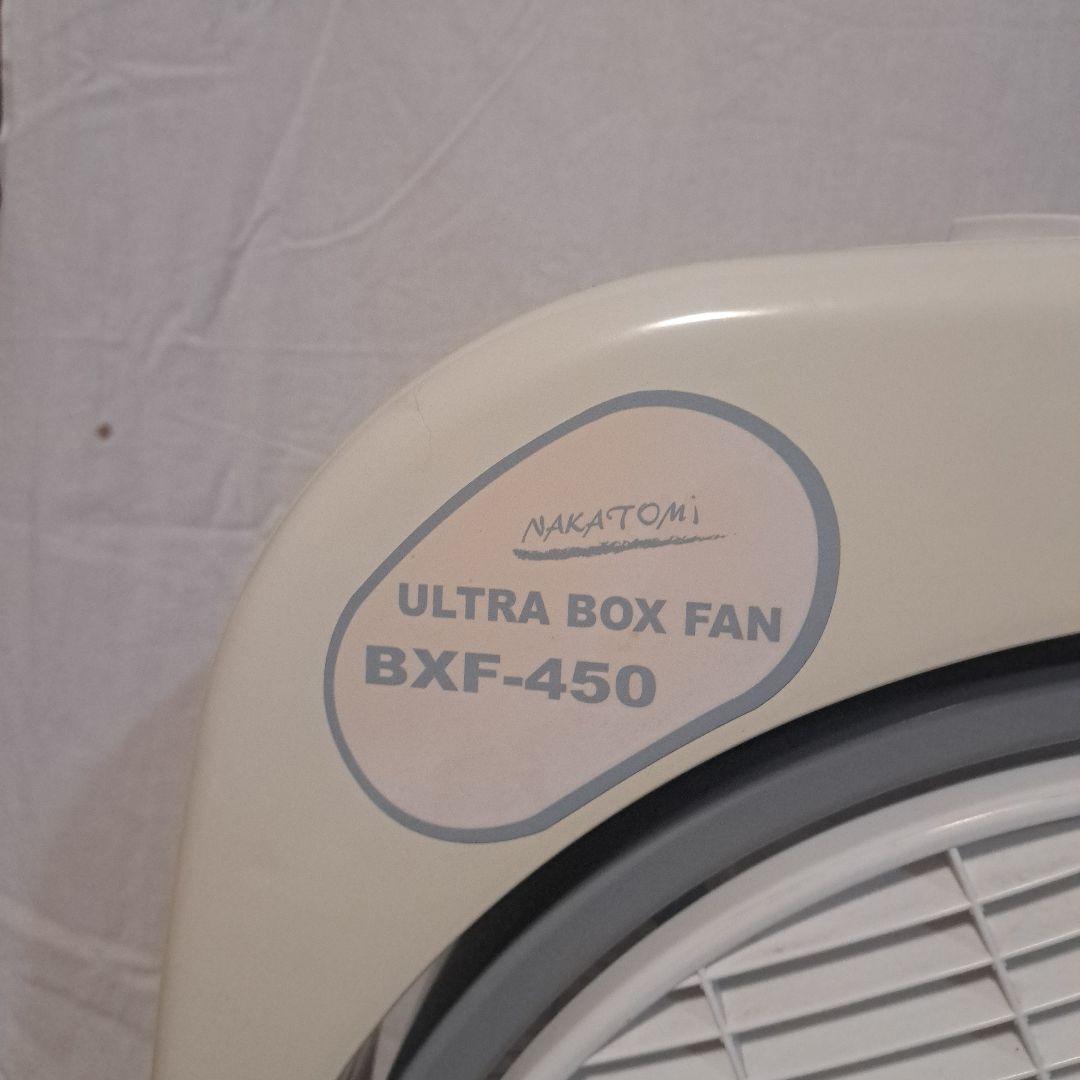 NAKATOMi
ULTRA BOX FAN
BXF-450